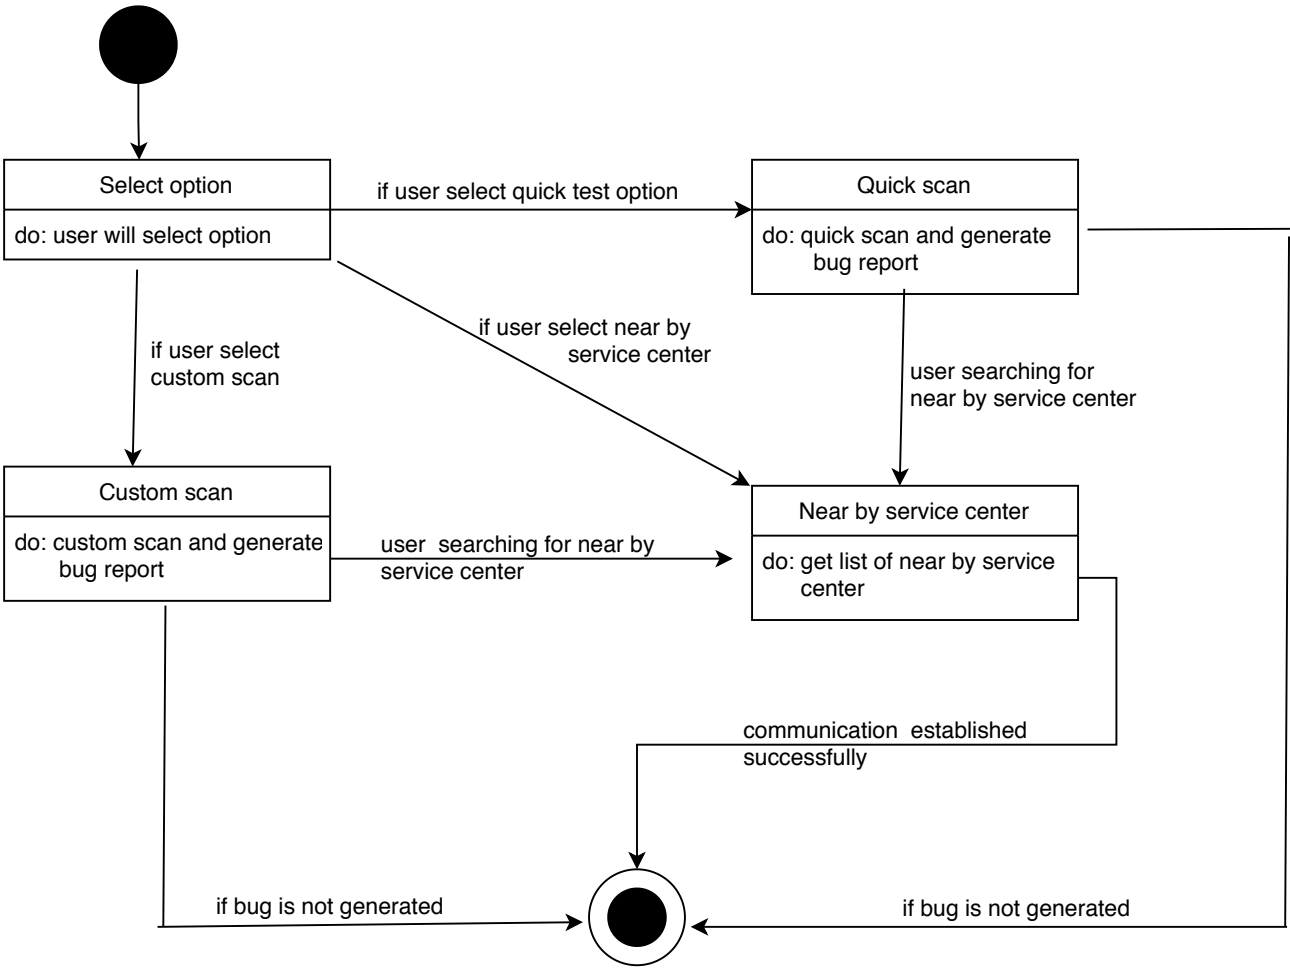 Select option
do: user will select option
if user select quick test option
Quick scan
do: quick scan and generate
bug report
if user select
custom scan
if user select near by
service center
user searching for
near by service center
Custom scan
do: custom scan and generate
bug report
user  searching for near by
service center
Near by service center
do: get list of near by service
center
communication  established
successfully
if bug is not generated
if bug is not generated